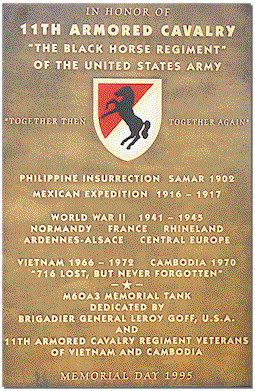 IN HONOR OF
11TH ARMORED CAVALRY
"THE BLACK HORSE REGIMENT"
OF THE UNITED STATES ARMY
"TOGETHER THEN TOGETHER AGAIN"
PHILIPPINE INSURRECTION SAMAR 1902
MEXICAN EXPEDITION 1916 – 1917
WORLD WAR II 1941 – 1945
NORMANDY FRANCE RHINELAND
ARDENNES-ALSACE CENTRAL EUROPE
VIETNAM 1966 – 1972 CAMBODIA 1970
"716 LOST, BUT NEVER FORGOTTEN"
– ★ –
M60A3 MEMORIAL TANK
DEDICATED BY
BRIGADIER GENERAL LEROY GOFF, U.S.A.
AND
11TH ARMORED CAVALRY REGIMENT VETERANS
OF VIETNAM AND CAMBODIA
MEMORIAL DAY 1995